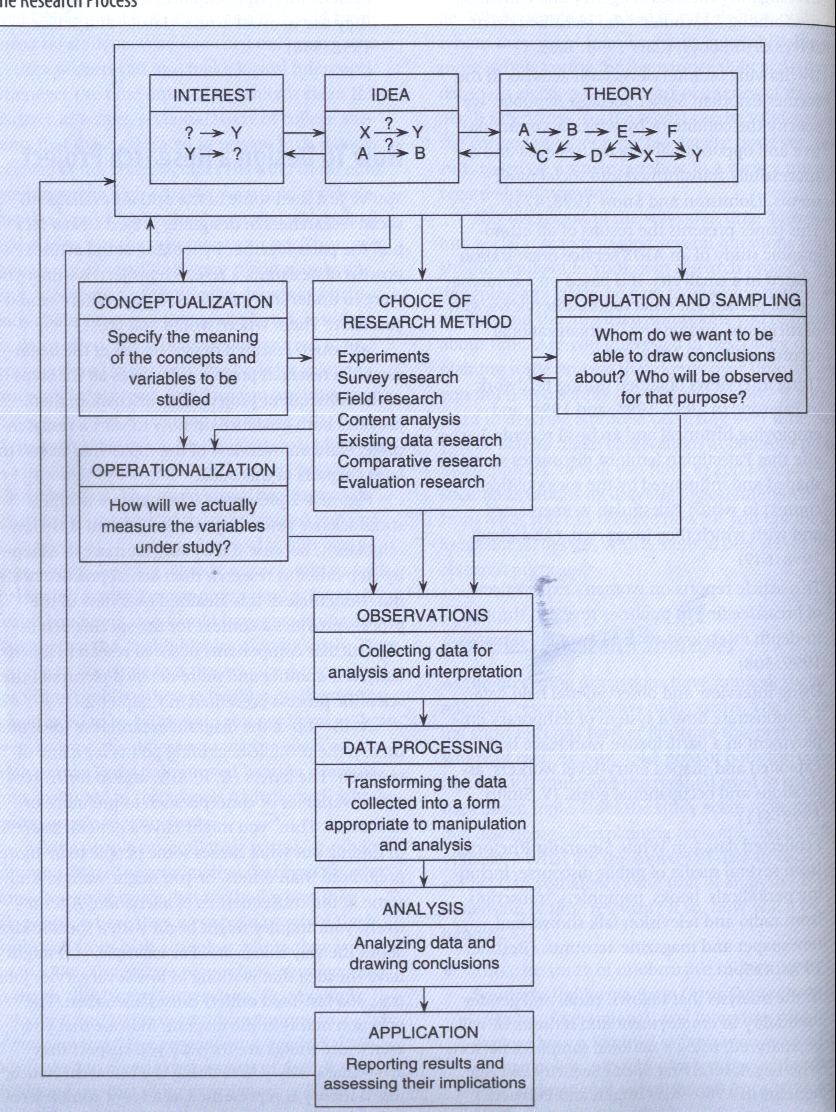 The Research Process
INTEREST
? → Y
Y → ?
IDEA
X ? → Y
A ? → B
THEORY
A → B → E → F
C → D → X → Y
CONCEPTUALIZATION
Specify the meaning
of the concepts and
variables to be
studied
CHOICE OF
RESEARCH METHOD
Experiments
Survey research
Field research
Content analysis
Existing data research
Comparative research
Evaluation research
POPULATION AND SAMPLING
Whom do we want to be
able to draw conclusions
about? Who will be observed
for that purpose?
OPERATIONALIZATION
How will we actually
measure the variables
under study?
OBSERVATIONS
Collecting data for
analysis and interpretation
DATA PROCESSING
Transforming the data
collected into a form
appropriate to manipulation
and analysis
ANALYSIS
Analyzing data and
drawing conclusions
APPLICATION
Reporting results and
assessing their implications